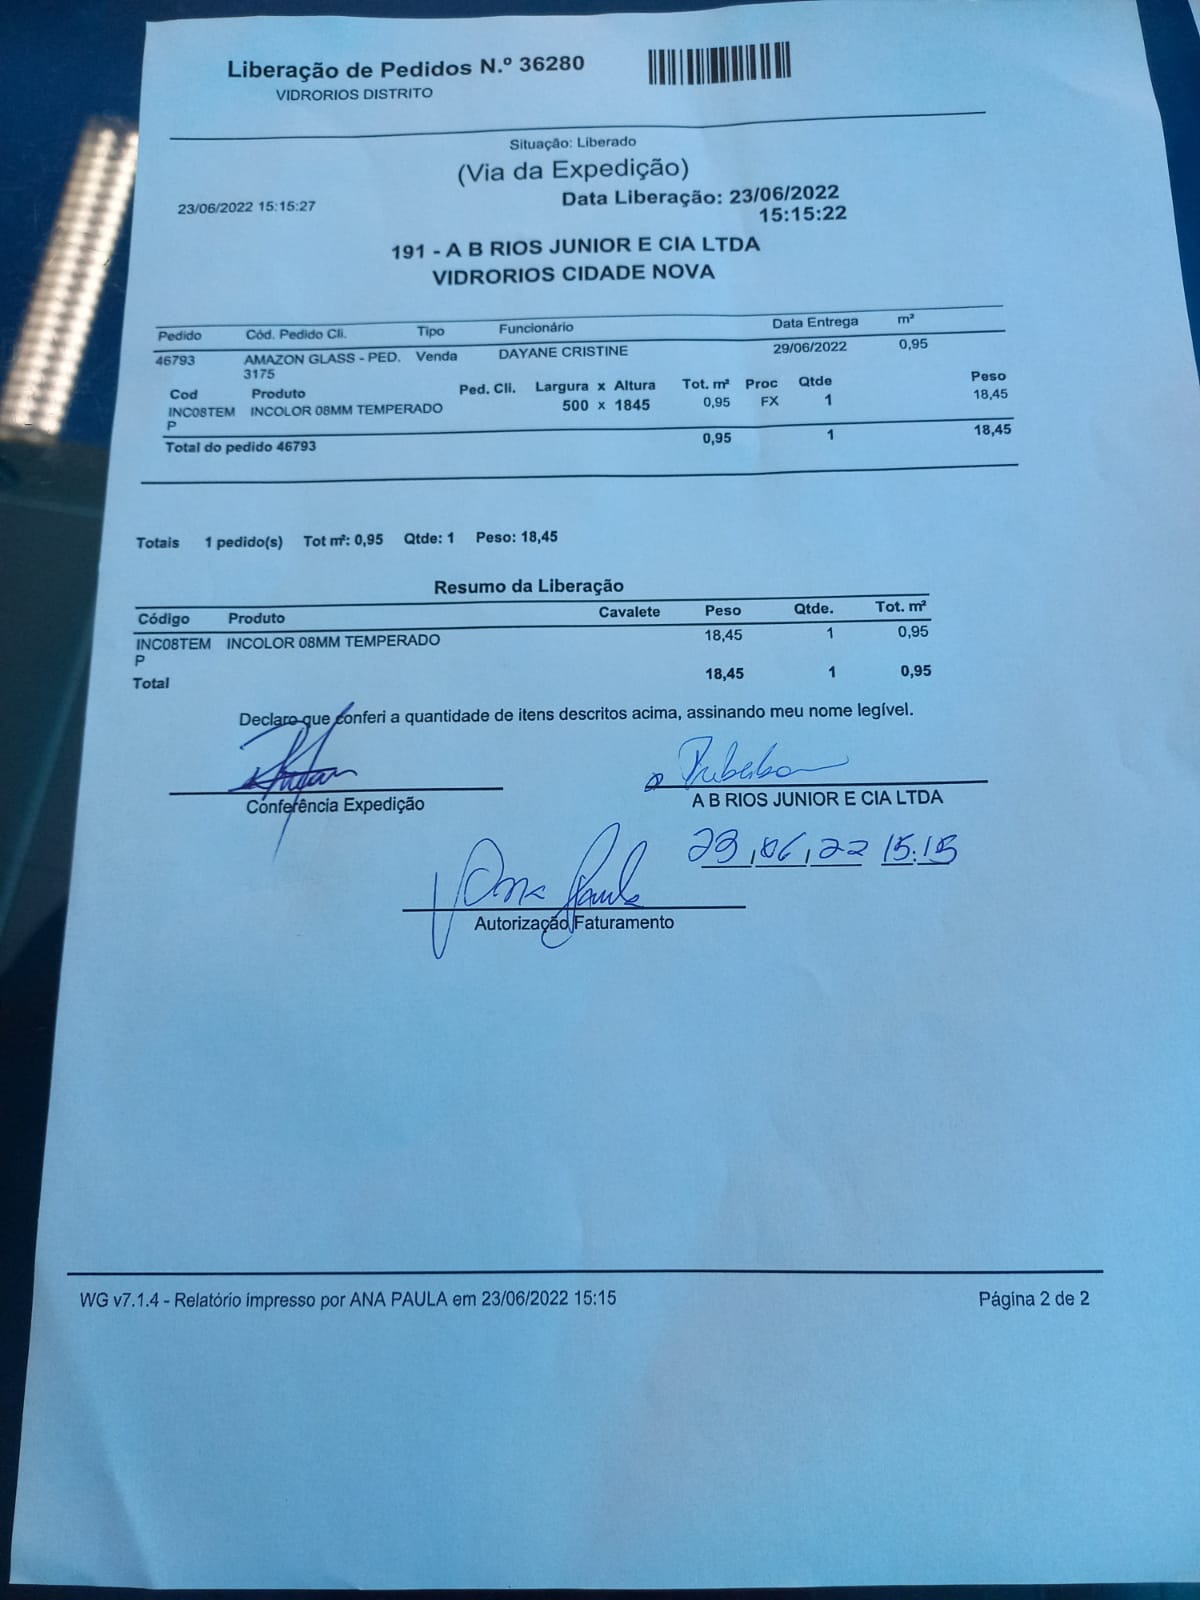 Liberação de Pedidos N.º 36280
VIDRORIOS DISTRITO
Situação: Liberado
(Via da Expedição)
23/06/2022 15:15:27
Data Liberação: 23/06/2022
15:15:22
191 - A B RIOS JUNIOR E CIA LTDA
VIDRORIOS CIDADE NOVA
Pedido Cód. Pedido Cli. Tipo Funcionário Data Entrega m²
46793 AMAZON GLASS - PED. Venda DAYANE CRISTINE 29/06/2022 0,95
3175
Cod Produto Ped. Cli. Largura x Altura Tot. m² Proc Qtde Peso
INC08TEM INCOLOR 08MM TEMPERADO 500 x 1845 0,95 FX 1 18,45
P
Total do pedido 46793 0,95 1 18,45
Totais 1 pedido(s) Tot m²: 0,95 Qtde: 1 Peso: 18,45
Resumo da Liberação
Código Produto Cavalete Peso Qtde. Tot. m²
INC08TEM INCOLOR 08MM TEMPERADO 18,45 1 0,95
P
Total 18,45 1 0,95
Declaro que conferi a quantidade de itens descritos acima, assinando meu nome legível.
Conferência Expedição
A B RIOS JUNIOR E CIA LTDA
23,06,22 15:15
Ana Paula
Autorização Faturamento
WG v7.1.4 - Relatório impresso por ANA PAULA em 23/06/2022 15:15 Página 2 de 2